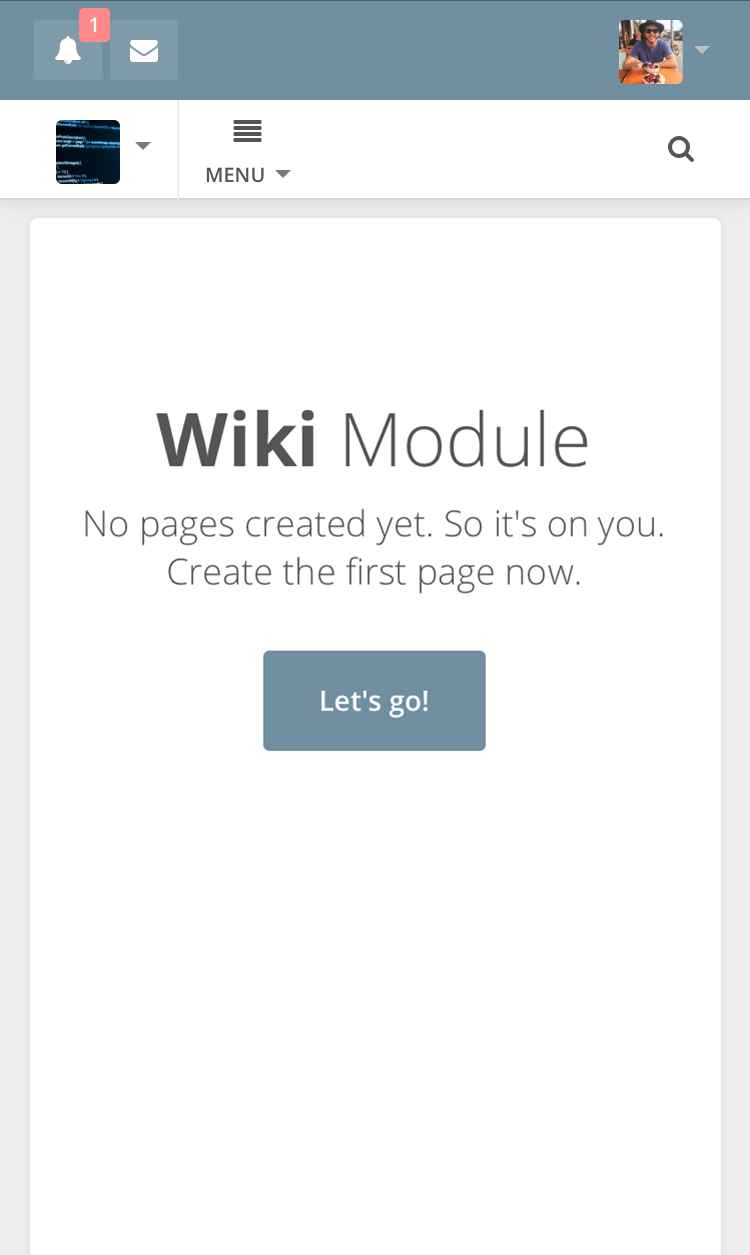 1
MENU
Wiki Module
No pages created yet. So it's on you.
Create the first page now.
Let's go!